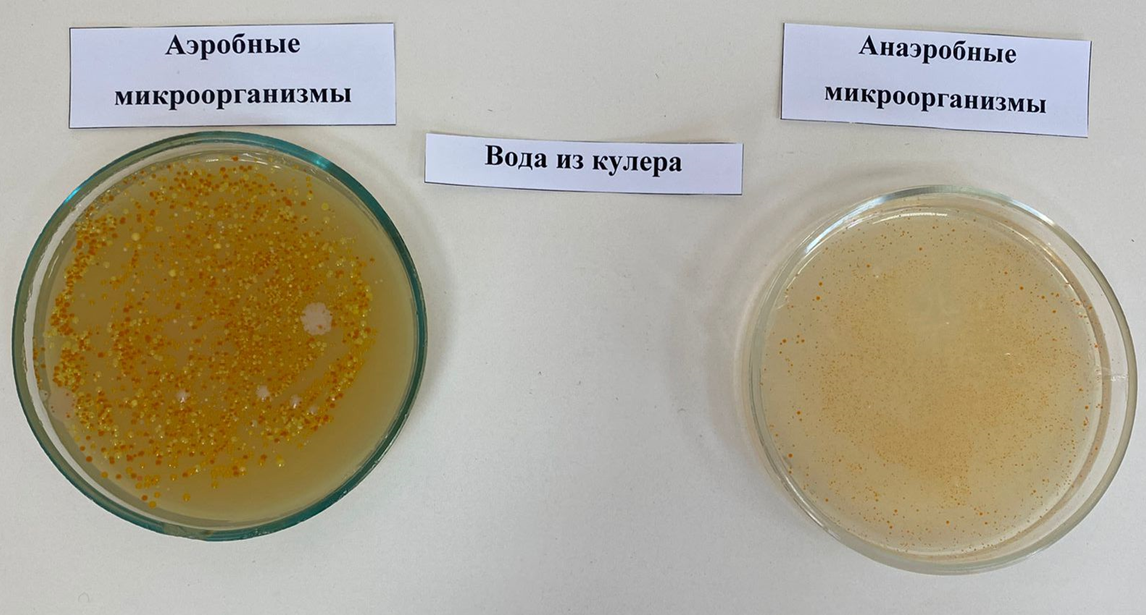 Аэробные
микроорганизмы
Вода из кулера
Анаэробные
микроорганизмы